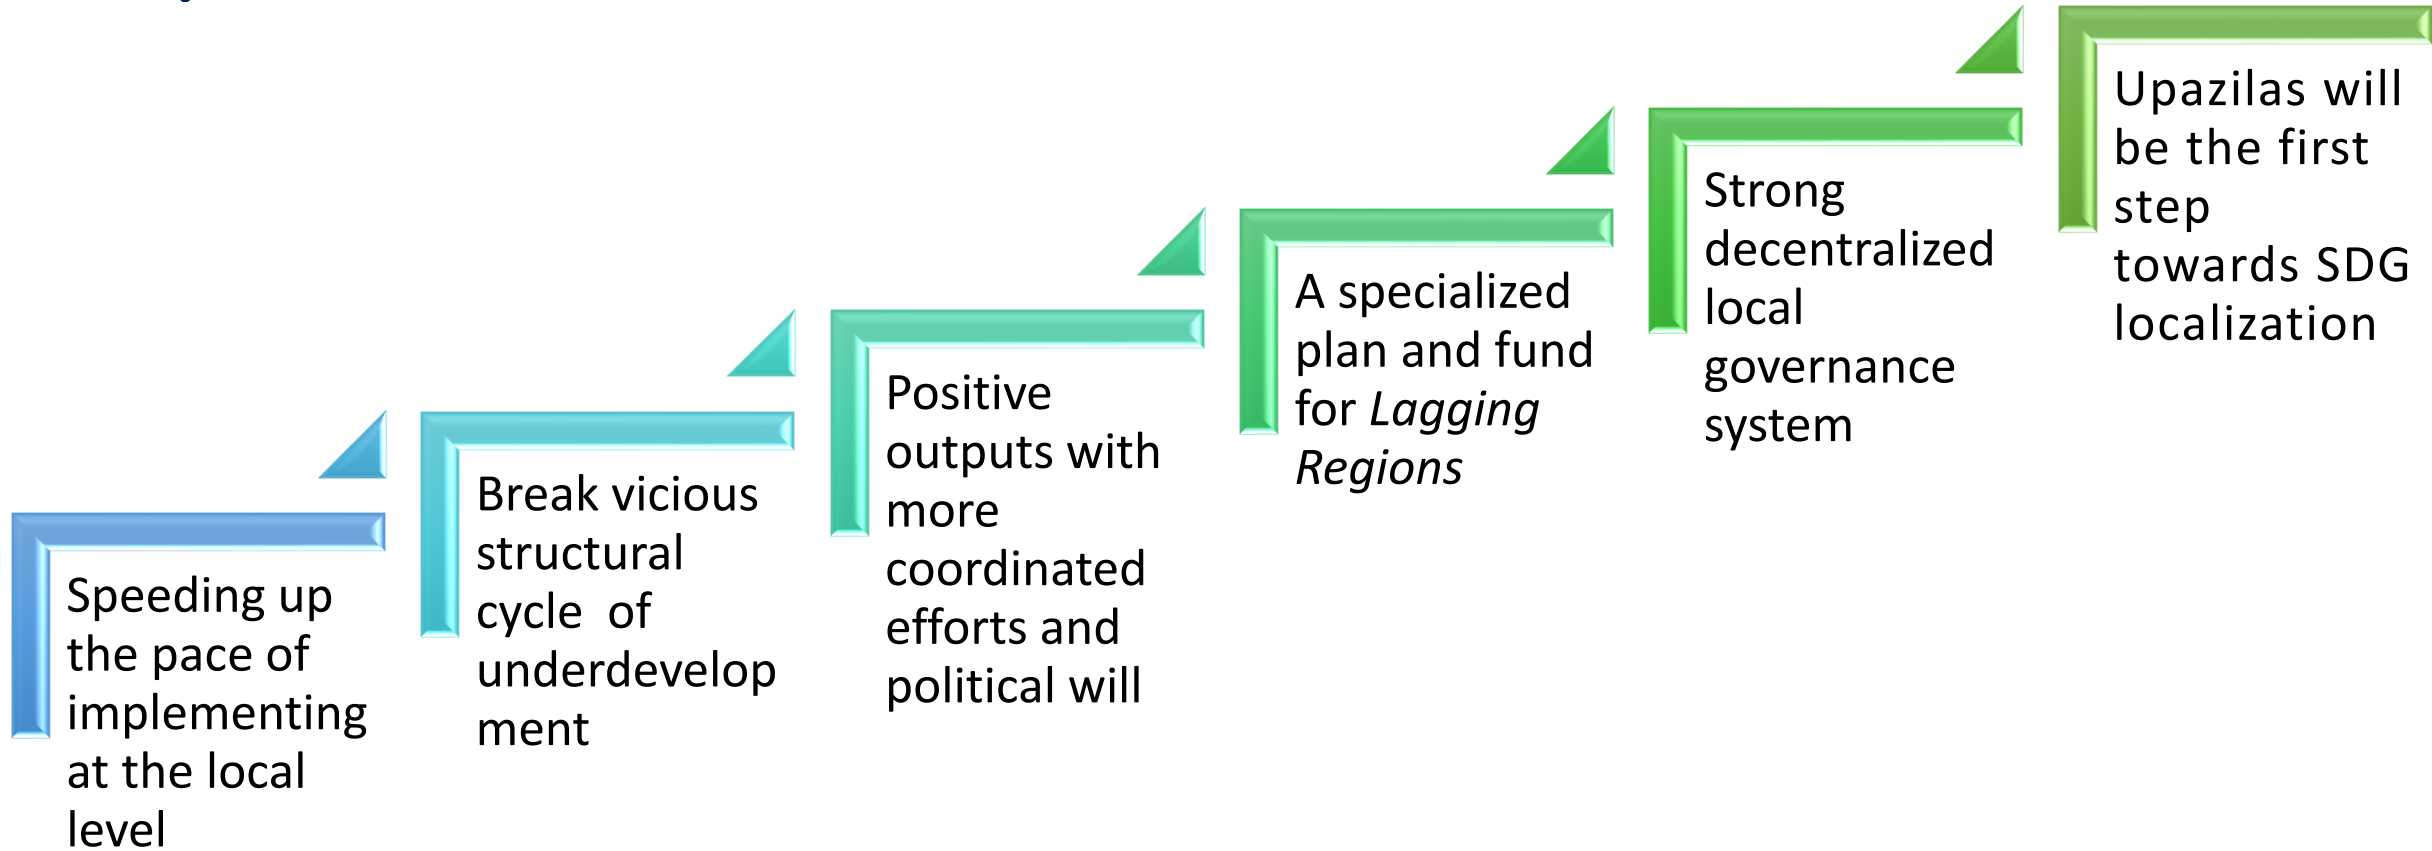 Speeding up
the pace of
implementing
at the local
level
Break vicious
structural
cycle of
underdevelop
ment
Positive
outputs with
more
coordinated
efforts and
political will
A specialized
plan and fund
for Lagging
Regions
Strong
decentralized
local
governance
system
Upazilas will
be the first
step
towards SDG
localization